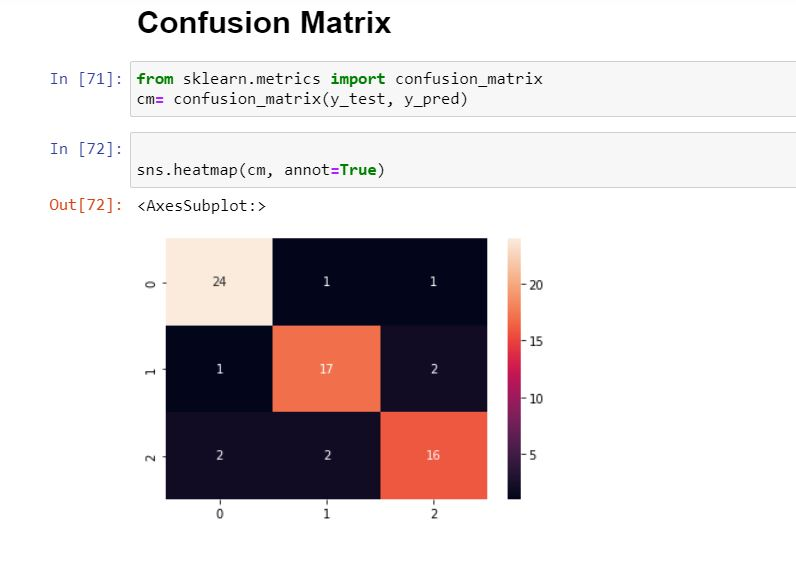 Confusion Matrix
In [71]: from sklearn.metrics import confusion_matrix
cm= confusion_matrix(y_test, y_pred)
In [72]:
sns.heatmap(cm, annot=True)
Out[72]: <AxesSubplot:>
0 24 1 1
1 1 17 2
2 2 2 16
0 1 2
20
15
10
5